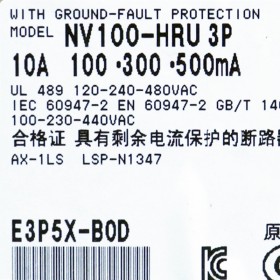 WITH GROUND-FAULT PROTECTION
MODEL NV100-HRU 3P
10A 100·300·500mA
UL 489 120-240-480VAC
IEC 60947-2 EN 60947-2 GB/T 140
100-230-440VAC
合格证 具有剩余电流保护的断路
AX-1LS LSP-N1347
E3P5X-B0D
原